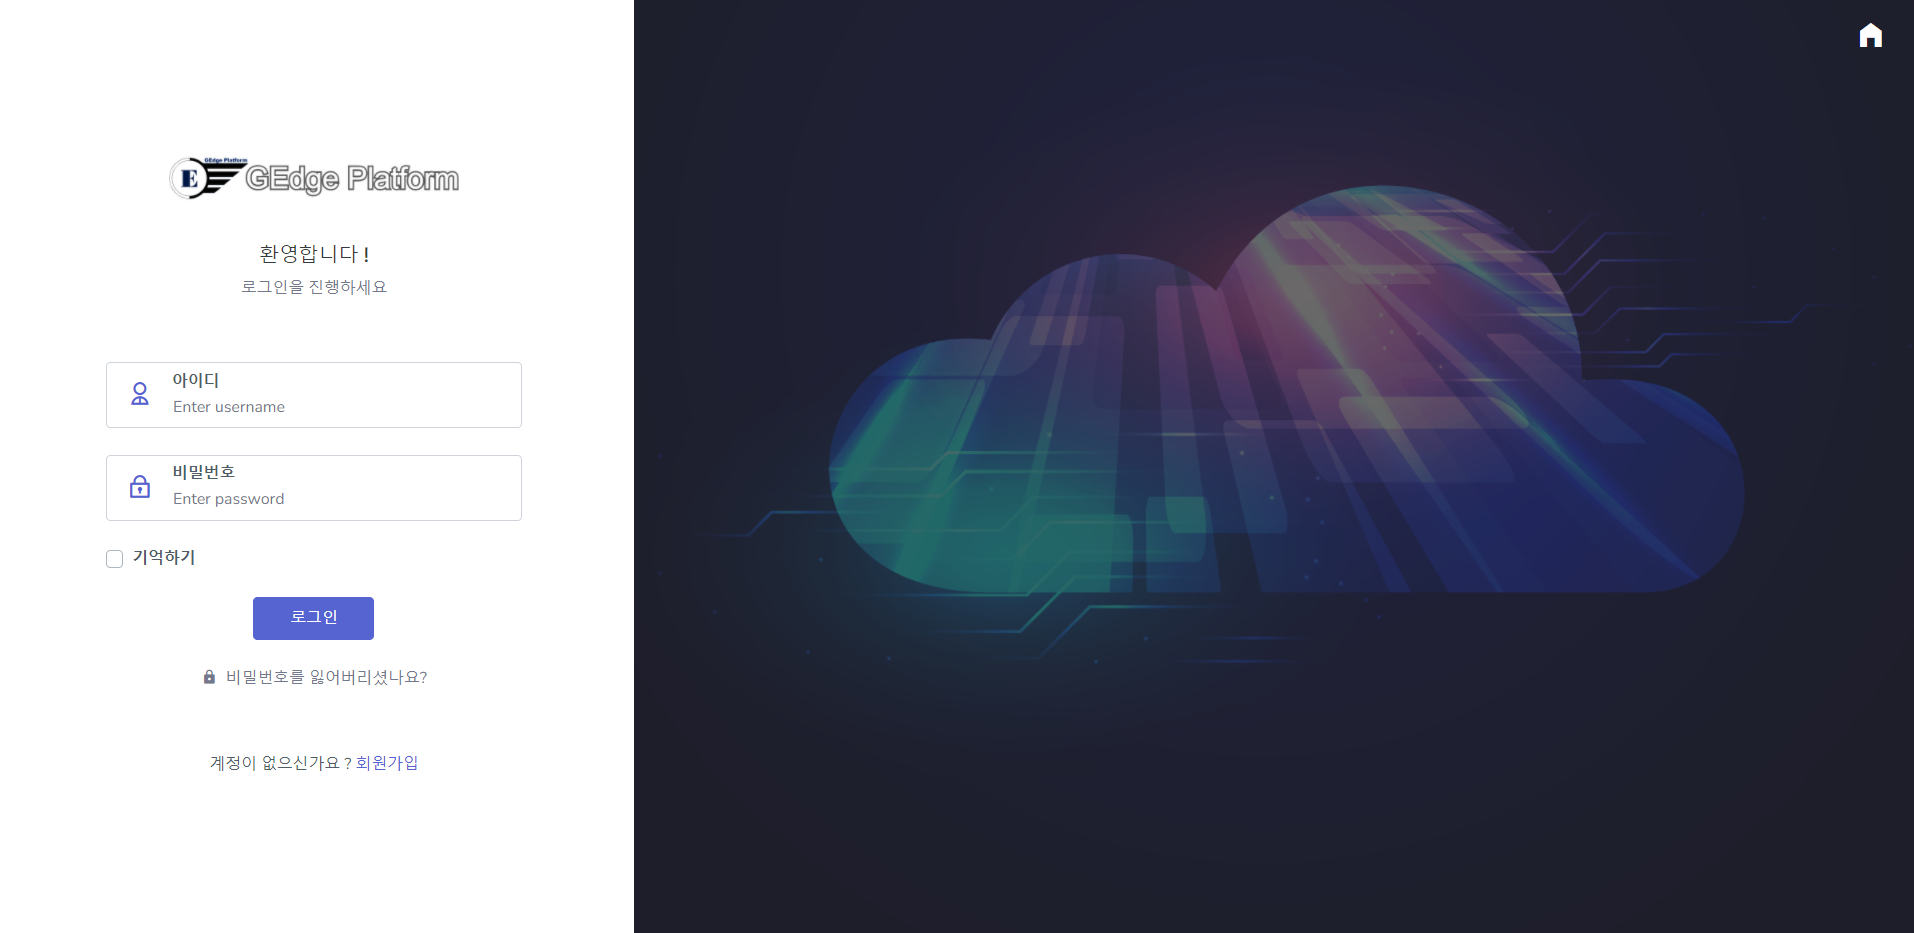 GEdge Platform
E
GEdge Platform
환영합니다 !
로그인을 진행하세요
아이디
Enter username
비밀번호
Enter password
기억하기
로그인
비밀번호를 잃어버리셨나요?
계정이 없으신가요 ? 회원가입